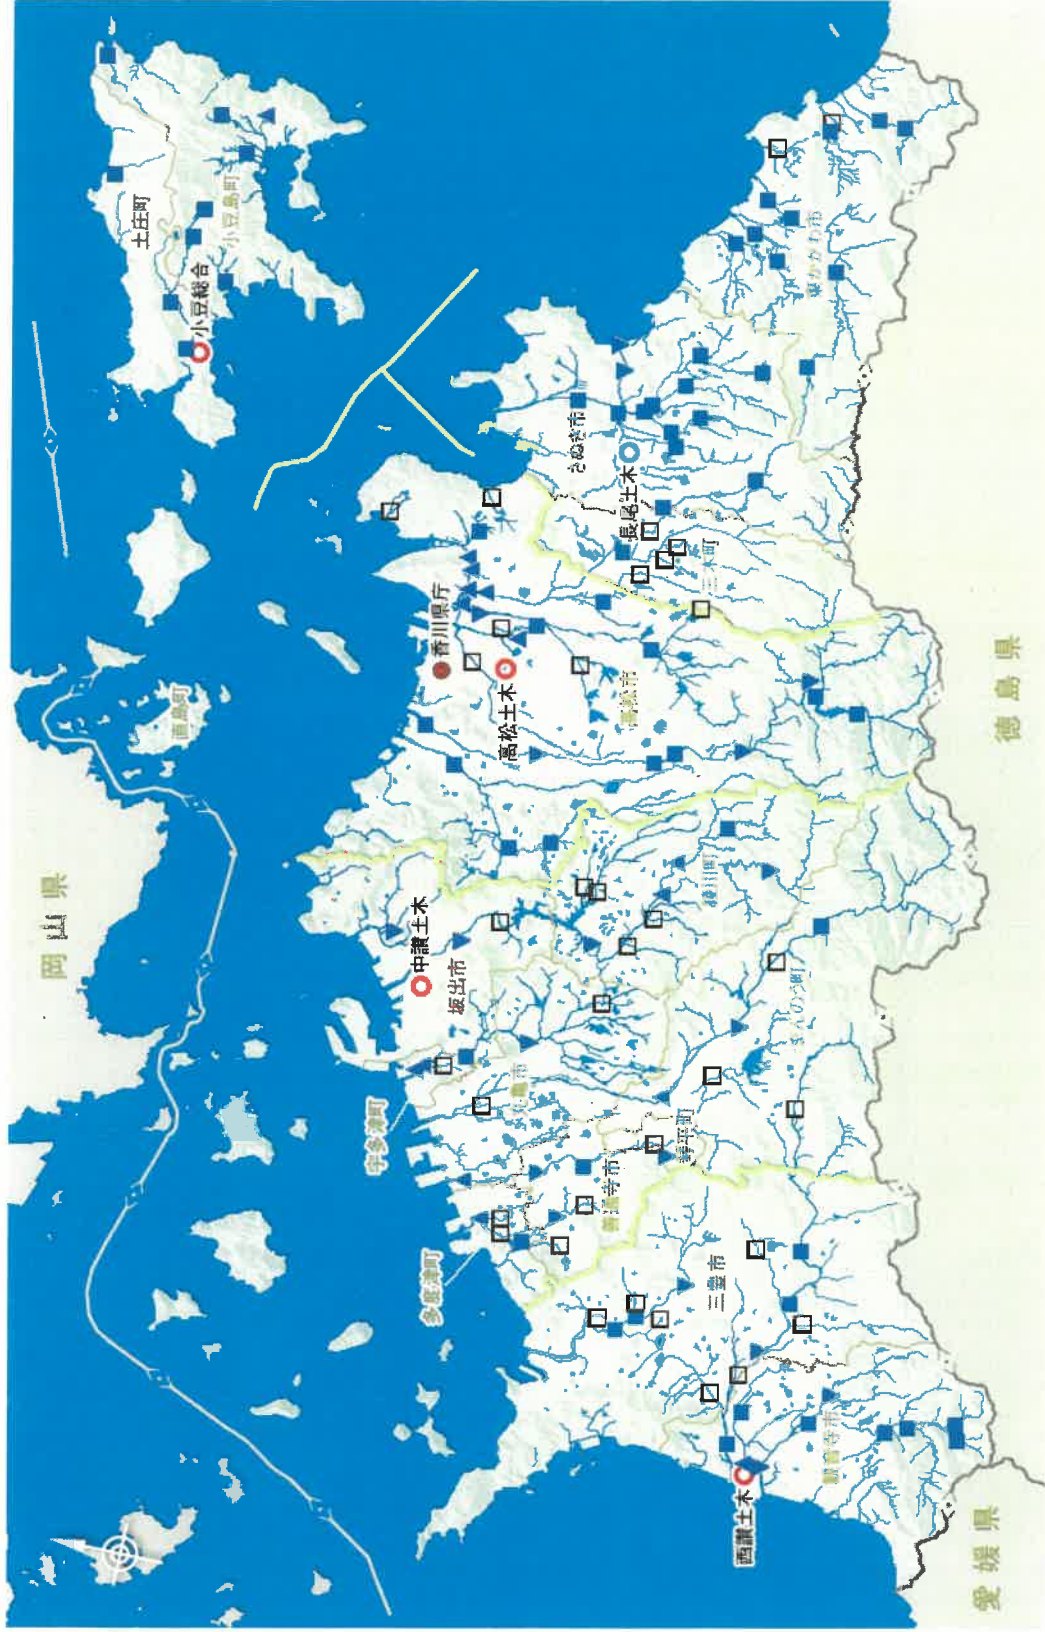 岡山県
直島町
土庄町
小豆島町
小豆総合
香川県庁
高松土木
高松市
さぬき市
長尾土木
三木町
東かがわ市
中讃土木
坂出市
宇多津町
丸亀市
綾川町
まんのう町
琴平町
善通寺市
多度津町
三豊市
観音寺市
西讃土木
徳島県
愛媛県